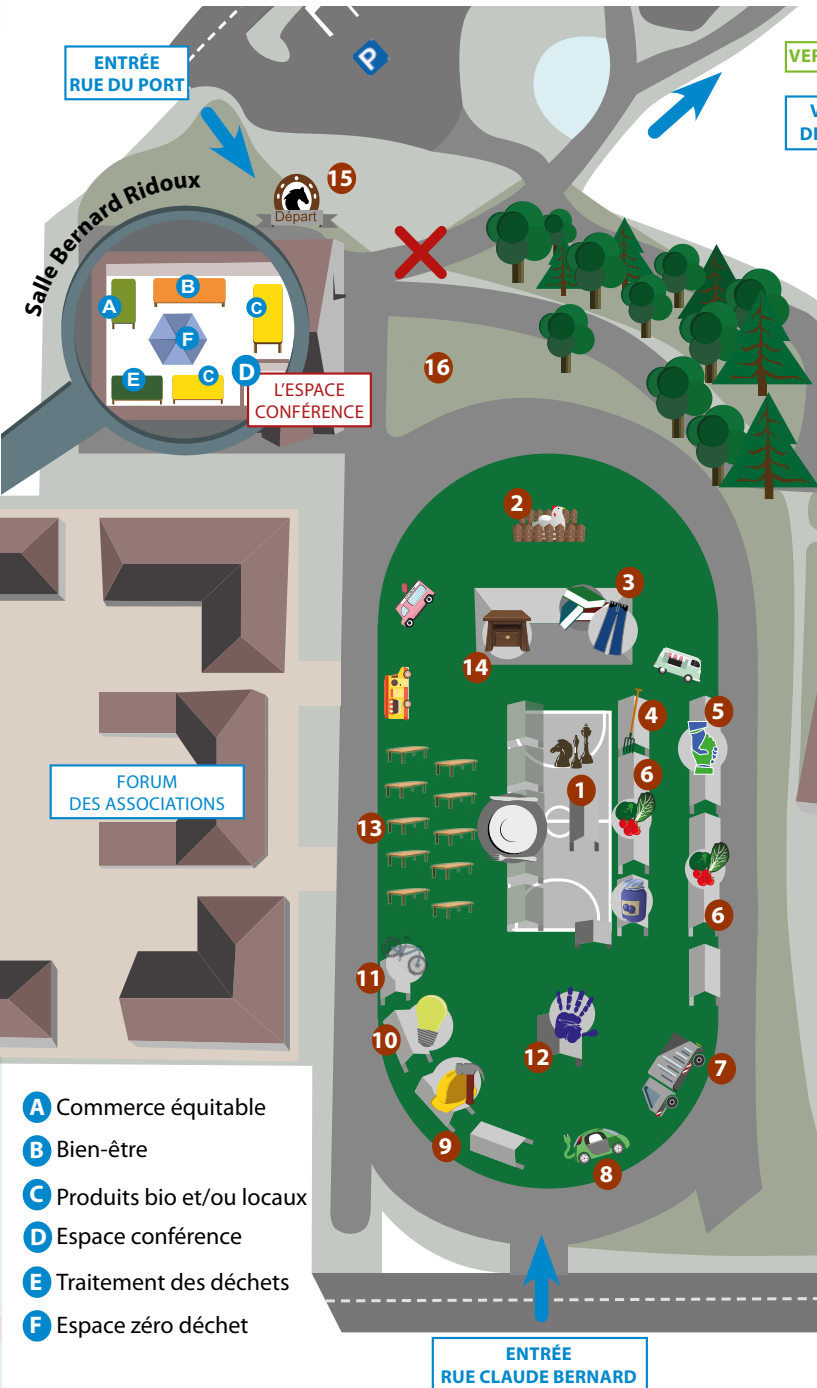 ENTRÉE
RUE DU PORT
P
VER
V
DE
Salle Bernard Ridoux
15
Départ
A
B
C
F
E
C
D
L'ESPACE
CONFÉRENCE
16
2
3
14
4
5
6
1
13
6
FORUM
DES ASSOCIATIONS
11
10
12
7
9
8
A Commerce équitable
B Bien-être
C Produits bio et/ou locaux
D Espace conférence
E Traitement des déchets
F Espace zéro déchet
ENTRÉE
RUE CLAUDE BERNARD